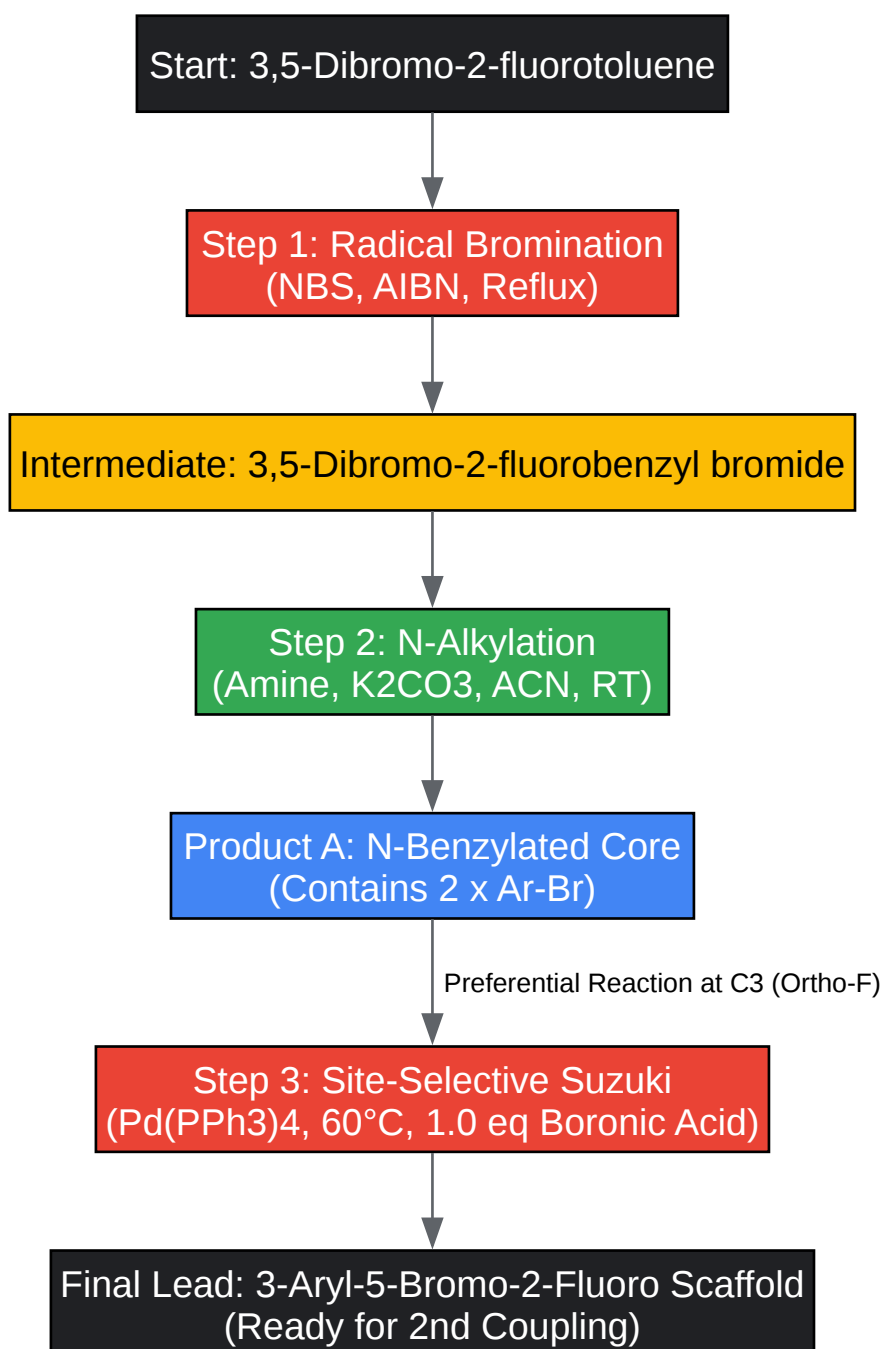 Start: 3,5-Dibromo-2-fluorotoluene
Step 1: Radical Bromination
(NBS, AIBN, Reflux)
Intermediate: 3,5-Dibromo-2-fluorobenzyl bromide
Step 2: N-Alkylation
(Amine, K2CO3, ACN, RT)
Product A: N-Benzylated Core
(Contains 2 x Ar-Br)
Preferential Reaction at C3 (Ortho-F)
Step 3: Site-Selective Suzuki
(Pd(PPh3)4, 60°C, 1.0 eq Boronic Acid)
Final Lead: 3-Aryl-5-Bromo-2-Fluoro Scaffold
(Ready for 2nd Coupling)